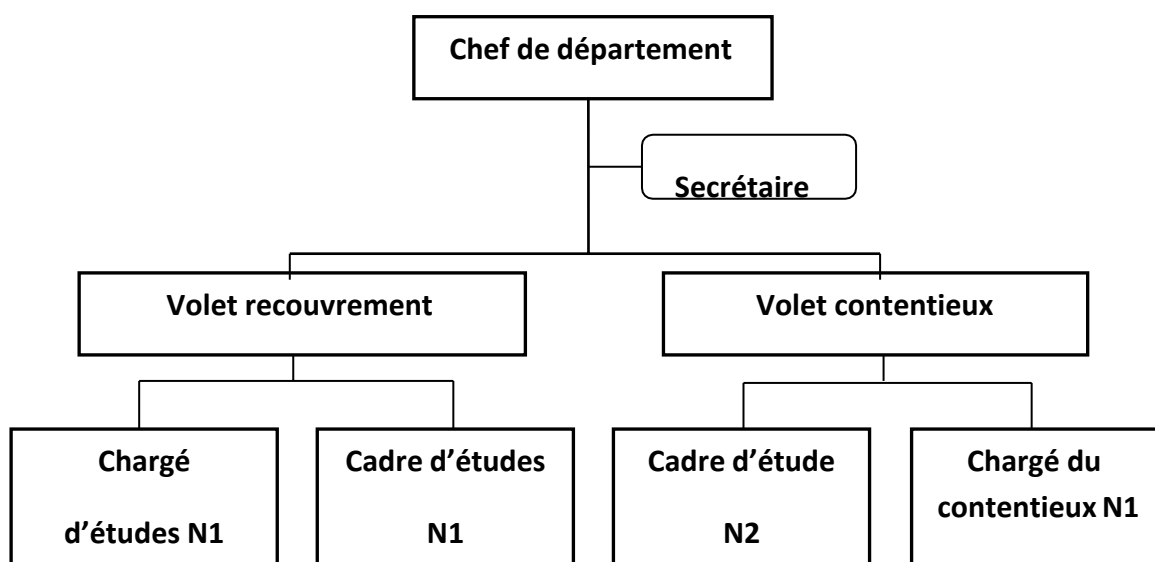 Chef de département
Secrétaire
Volet recouvrement
Volet contentieux
Chargé
d’études N1
Cadre d’études
N1
Cadre d’étude
N2
Chargé du
contentieux N1